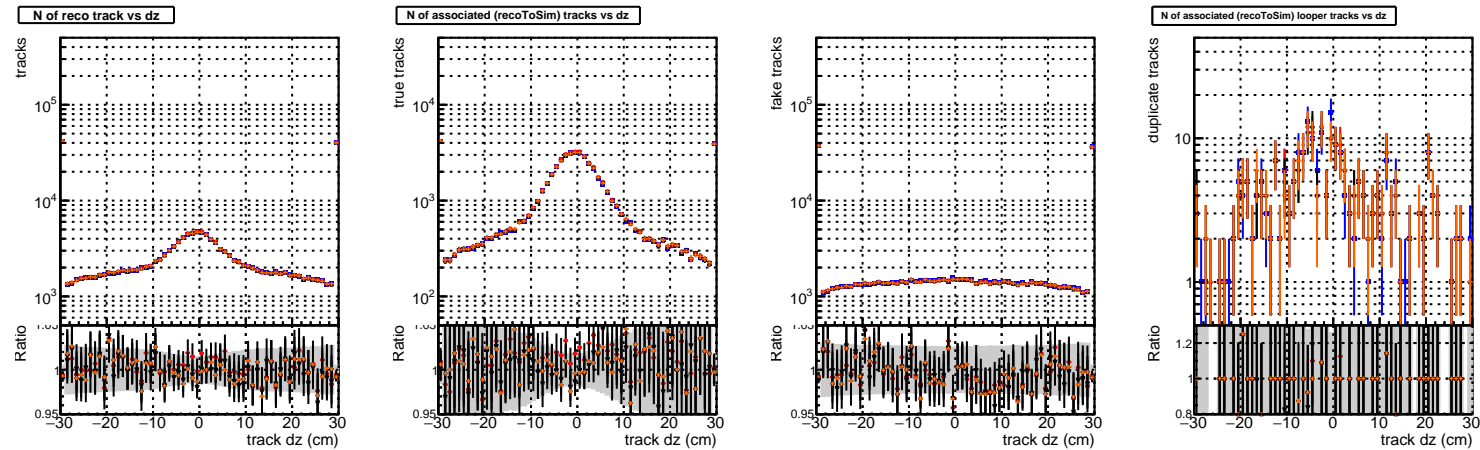 N of reco track vs dz
tracks
10^5
10^4
10^3
Ratio
1
0.95
−30 −20 −10 0 10 20 30
track dz (cm)
N of associated (recoToSim) tracks vs dz
true tracks
10^4
10^3
10^2
Ratio
1
0.95
−30 −20 −10 0 10 20 30
track dz (cm)
fake tracks
10^5
10^4
10^3
Ratio
1
0.95
−30 −20 −10 0 10 20 30
track dz (cm)
N of associated (recoToSim) looper tracks vs dz
duplicate tracks
10
1
Ratio
1.2
1
0.8
−30 −20 −10 0 10 20 30
track dz (cm)